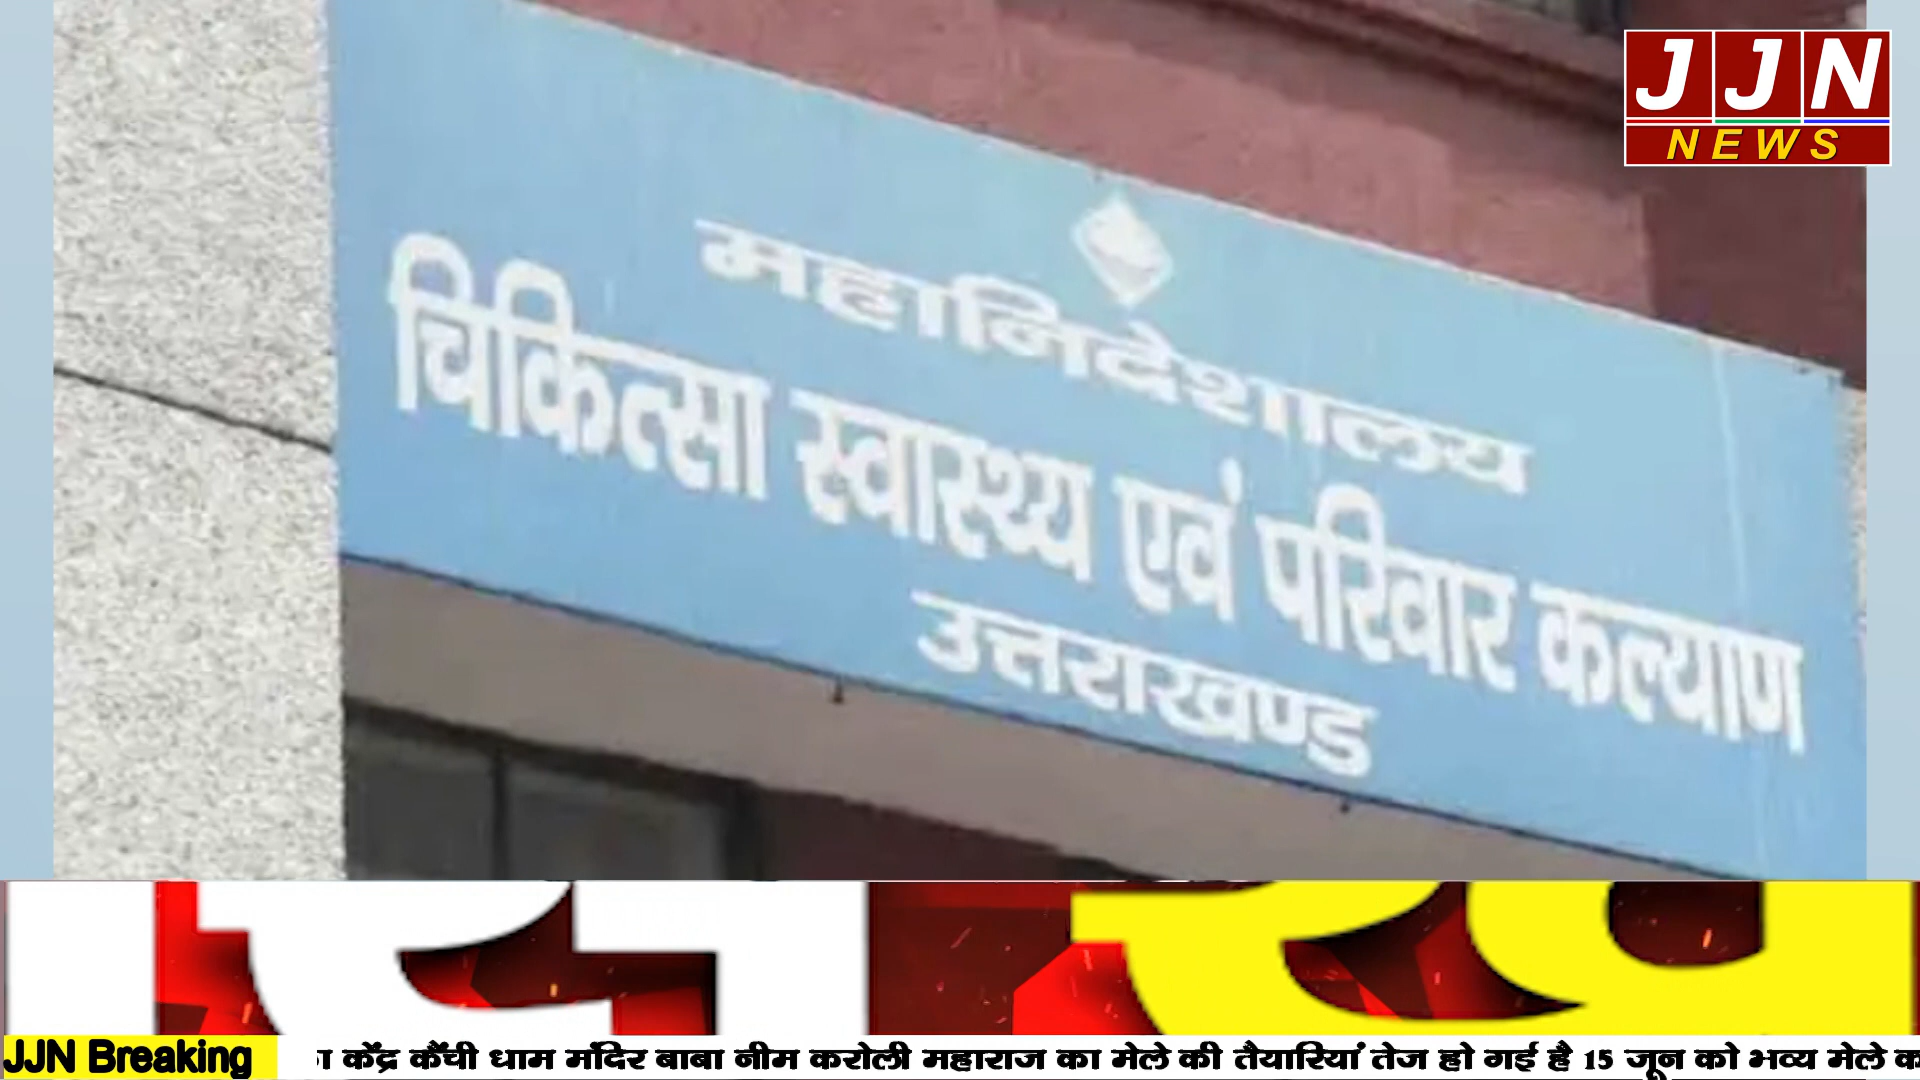 JJN
NEWS
महानिदेशालय
चिकित्सा स्वास्थ्य एवं परिवार कल्याण
उत्तराखण्ड
JJN Breaking
केंद्र कैंची धाम मंदिर बाबा नीम करोली महाराज का मेले की तैयारियां तेज हो गई है 15 जून को भव्य मेले